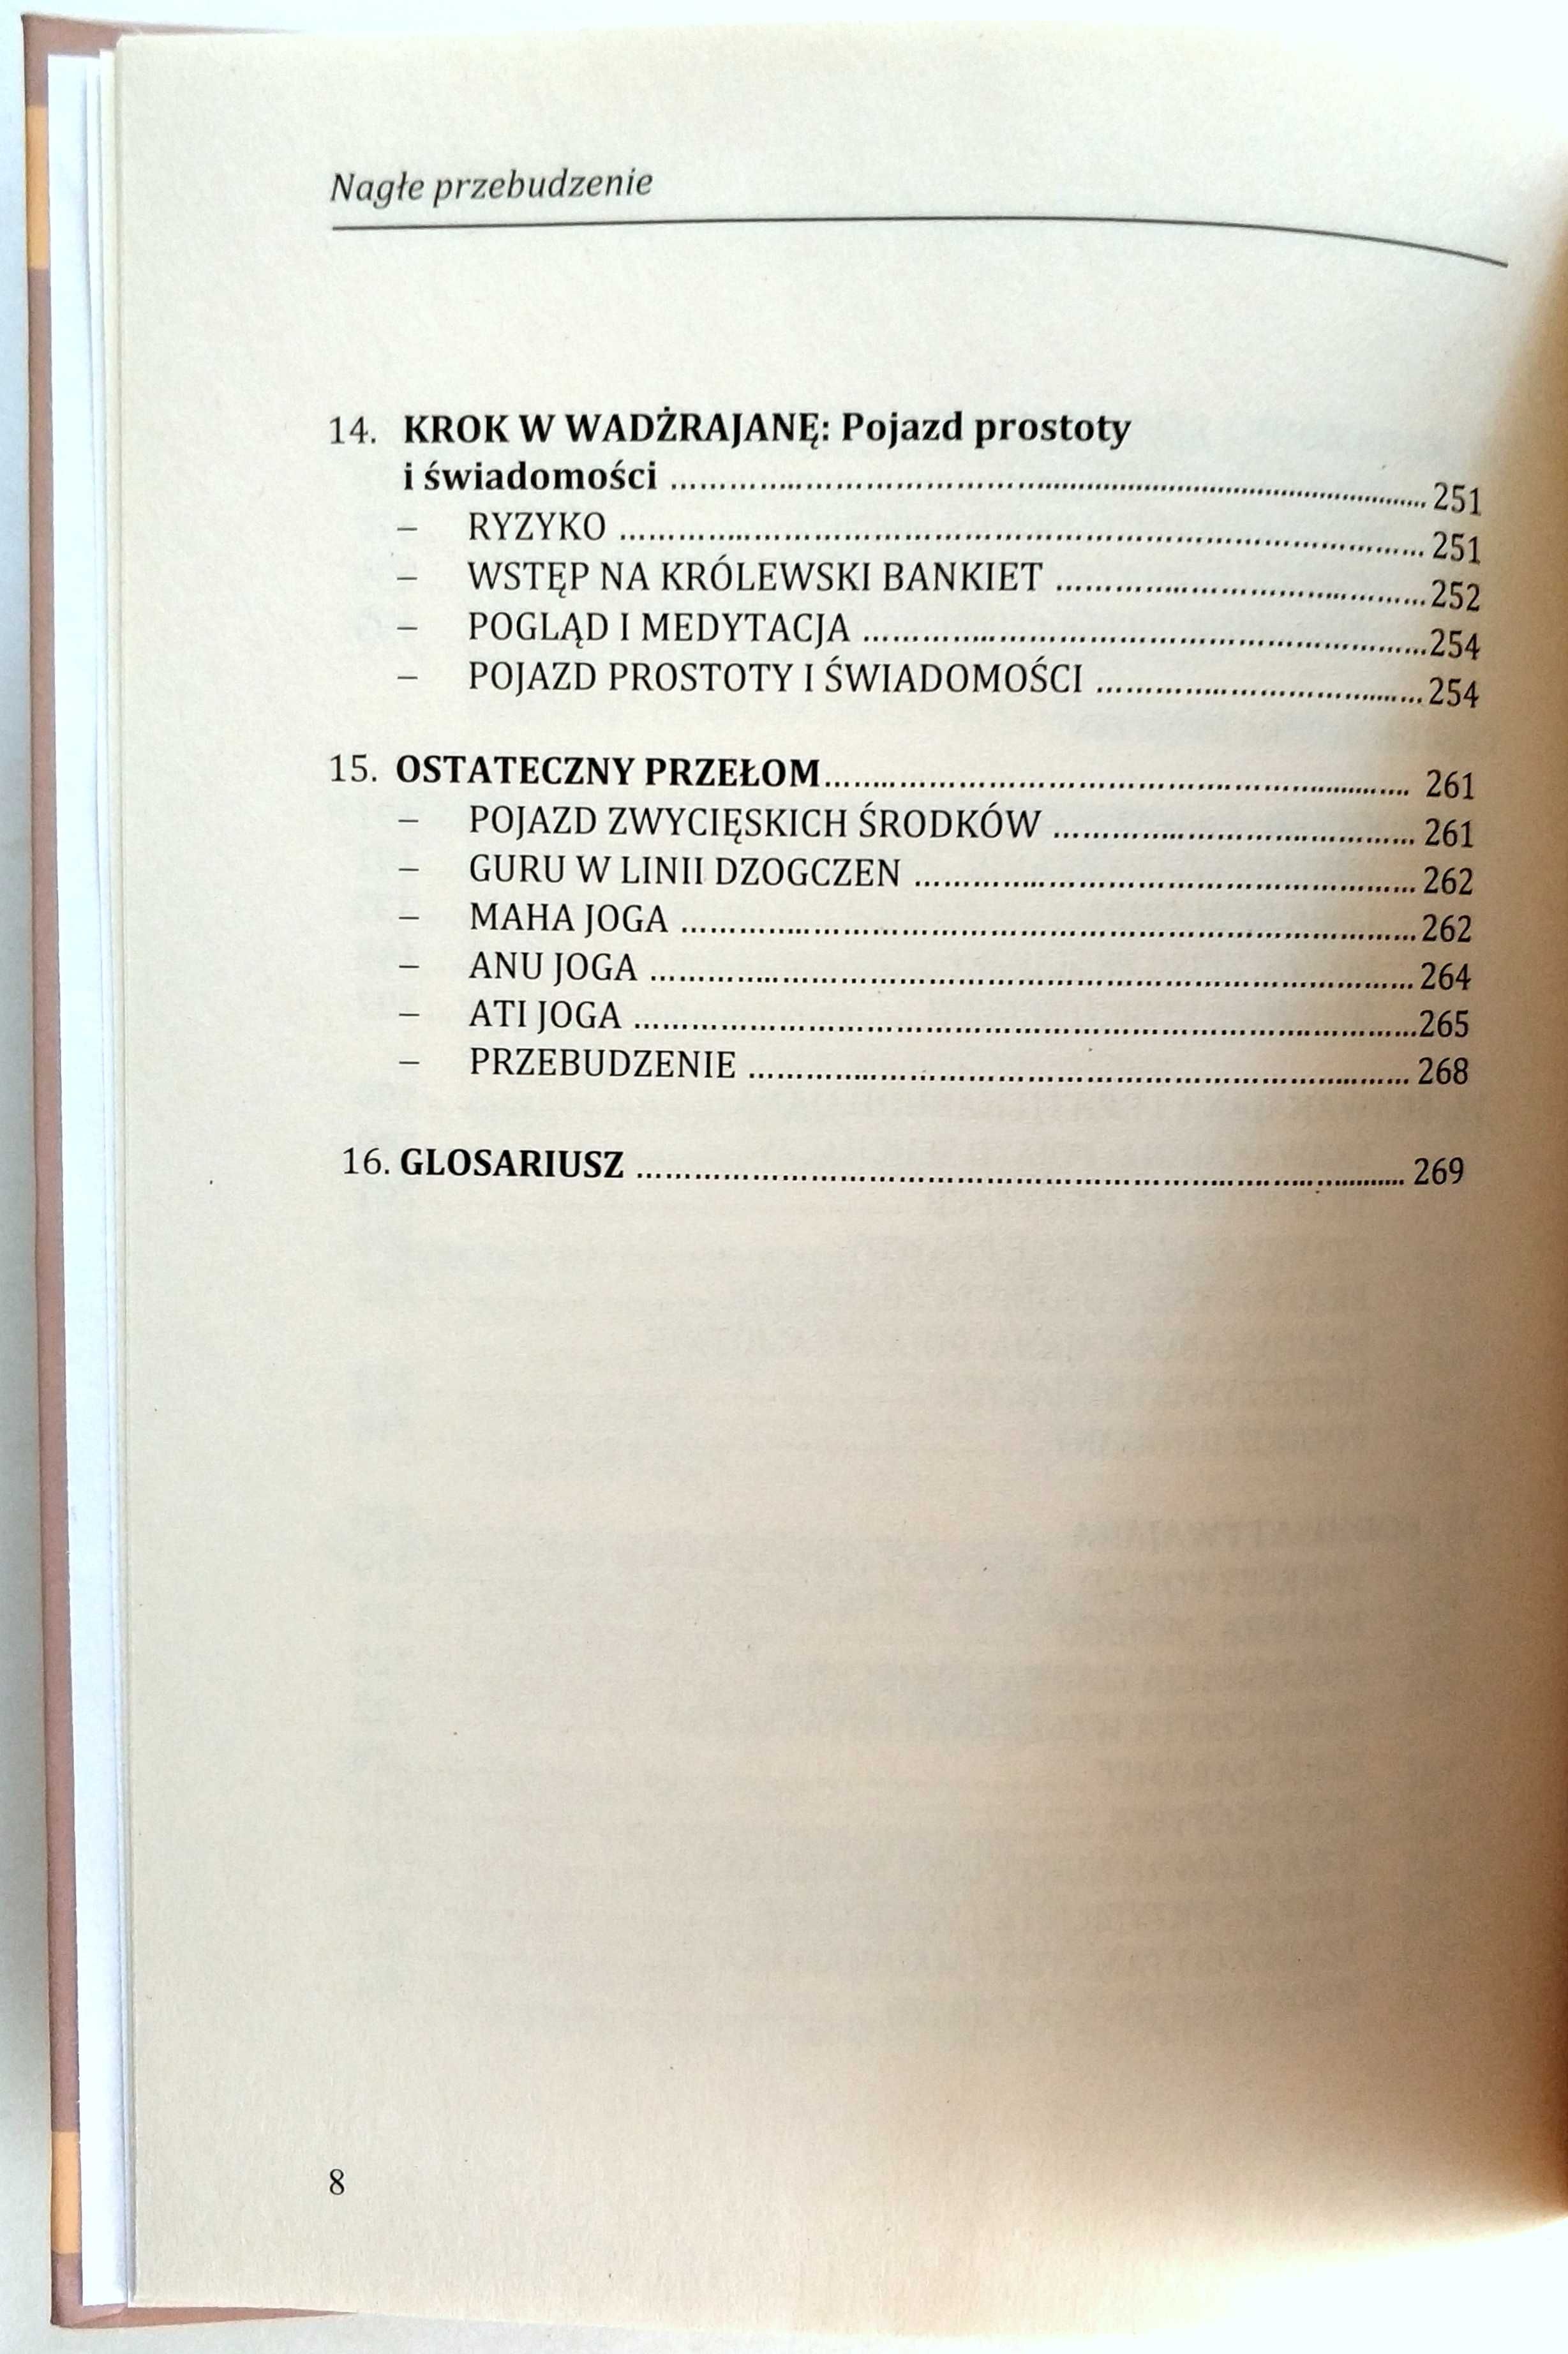 Nagłe przebudzenie
14. KROK W WADŻRAJANĘ: Pojazd prostoty
i świadomości ........................................ 251
– RYZYKO ........................................ 251
– WSTĘP NA KRÓLEWSKI BANKIET ........................................ 252
– POGLĄD I MEDYTACJA ........................................ 254
– POJAZD PROSTOTY I ŚWIADOMOŚCI ........................................ 254
15. OSTATECZNY PRZEŁOM ........................................ 261
– POJAZD ZWYCIĘSKICH ŚRODKÓW ........................................ 261
– GURU W LINII DZOGCZEN ........................................ 262
– MAHA JOGA ........................................ 262
– ANU JOGA ........................................ 264
– ATI JOGA ........................................ 265
– PRZEBUDZENIE ........................................ 268
16. GLOSARIUSZ ........................................ 269
8